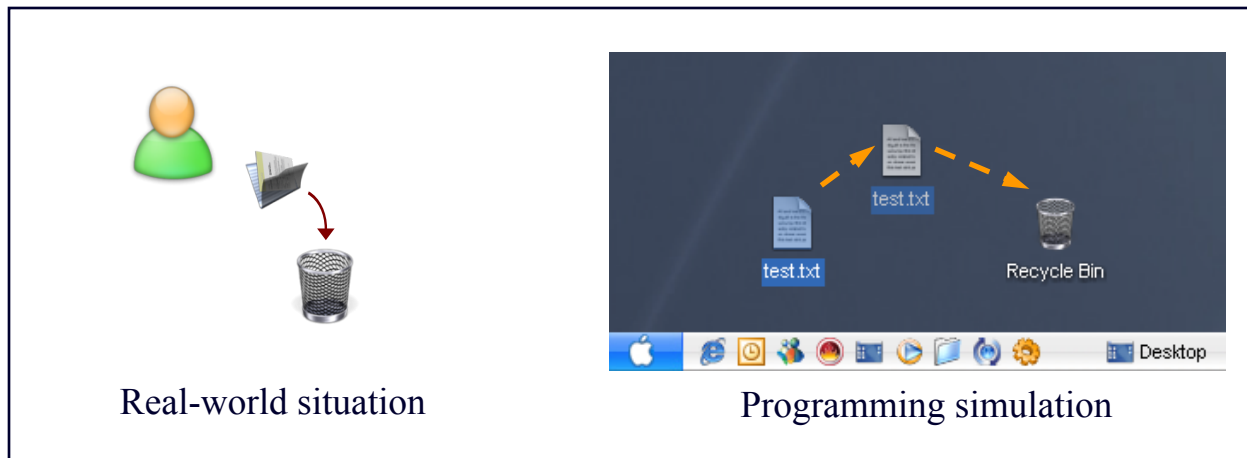 test.txt
test.txt
Recycle Bin
Desktop
Real-world situation
Programming simulation